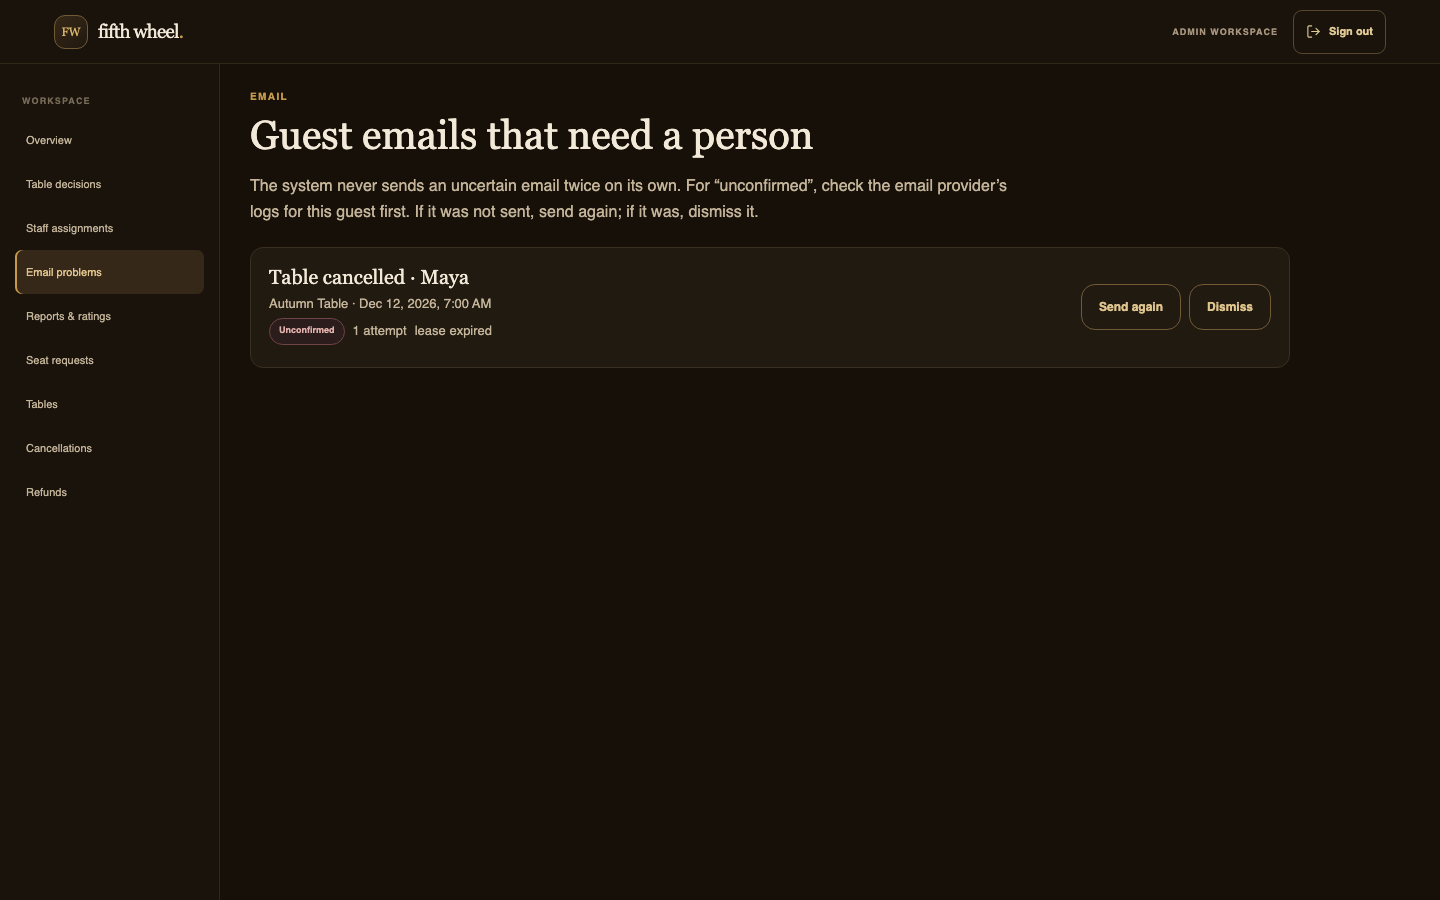 FW fifth wheel.
ADMIN WORKSPACE
Sign out
WORKSPACE
Overview
Table decisions
Staff assignments
Email problems
Reports & ratings
Seat requests
Tables
Cancellations
Refunds
EMAIL
Guest emails that need a person
The system never sends an uncertain email twice on its own. For “unconfirmed”, check the email provider’s
logs for this guest first. If it was not sent, send again; if it was, dismiss it.
Table cancelled · Maya
Autumn Table · Dec 12, 2026, 7:00 AM
Unconfirmed 1 attempt lease expired
Send again
Dismiss